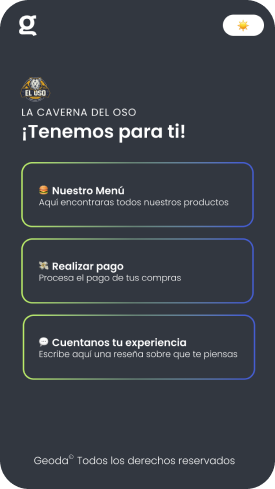 g
EL OSO
LA CAVERNA DEL OSO
¡Tenemos para ti!
🍔 Nuestro Menú
Aquí encontraras todos nuestros productos
💸 Realizar pago
Procesa el pago de tus compras
💬 Cuentanos tu experiencia
Escribe aquí una reseña sobre que te piensas
Geoda© Todos los derechos reservados